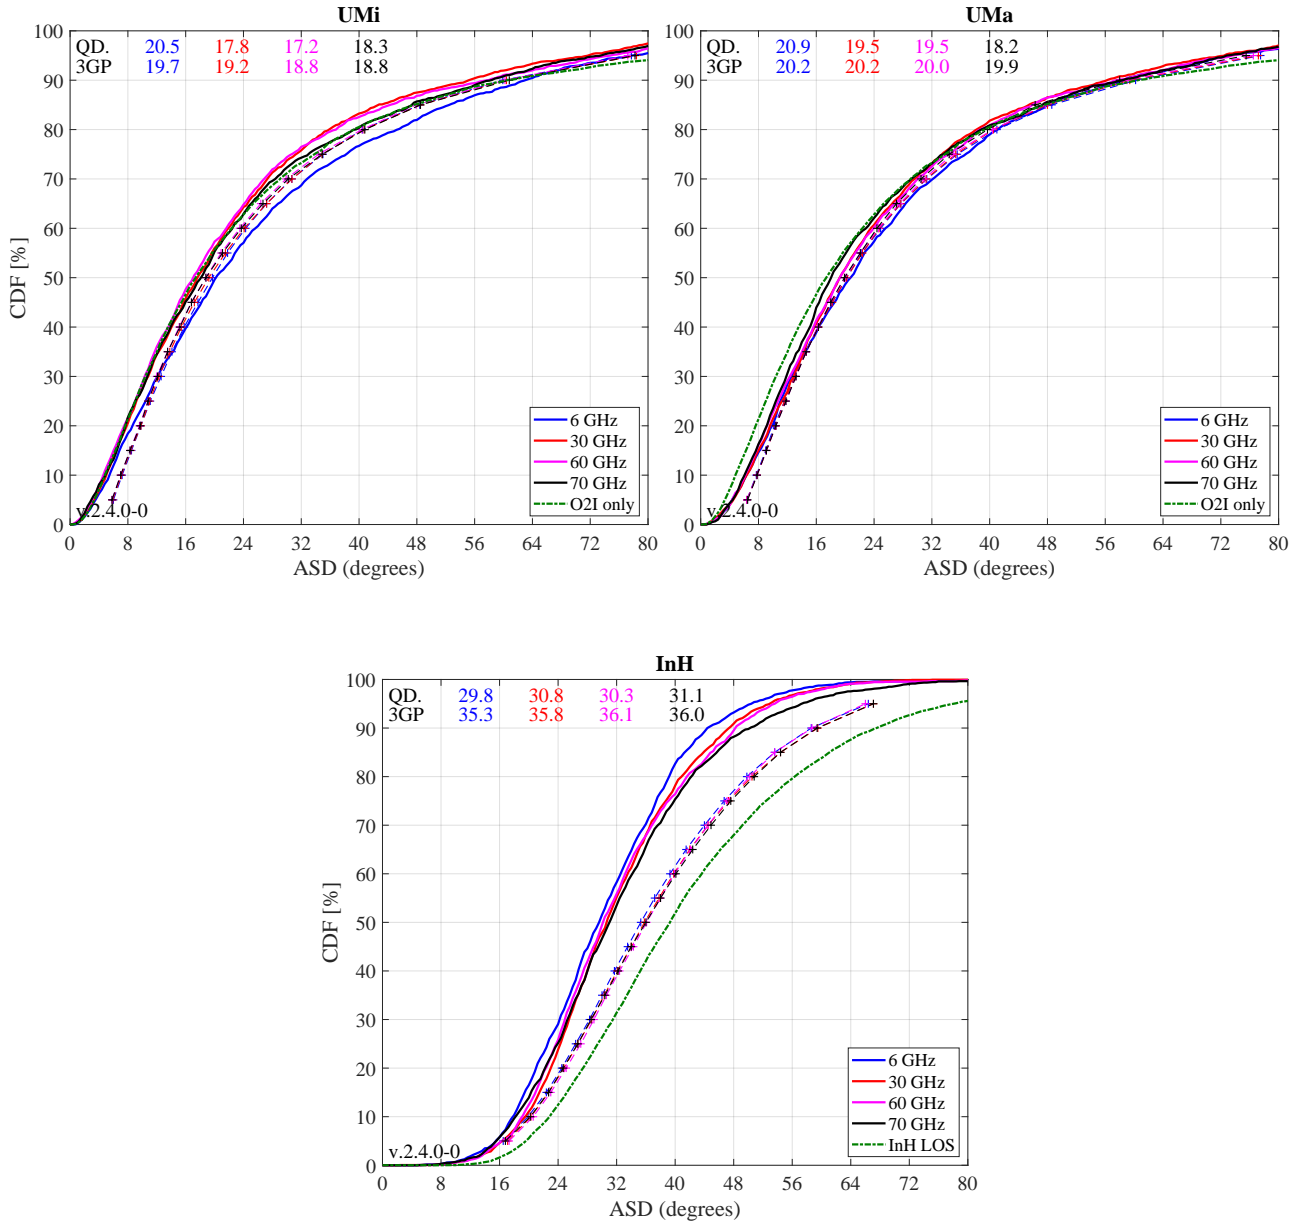 UMi
QD. 20.5 17.8 17.2 18.3
3GP 19.7 19.2 18.8 18.8
100
90
80
70
60
50
40
30
20
10
0
CDF [%]
v.2.4.0-0
6 GHz
30 GHz
60 GHz
70 GHz
O2I only
0 8 16 24 32 40 48 56 64 72 80
ASD (degrees)
UMa
QD. 20.9 19.5 19.5 18.2
3GP 20.2 20.2 20.0 19.9
100
90
80
70
60
50
40
30
20
10
0
v.2.4.0-0
6 GHz
30 GHz
60 GHz
70 GHz
O2I only
0 8 16 24 32 40 48 56 64 72 80
ASD (degrees)
InH
QD. 29.8 30.8 30.3 31.1
3GP 35.3 35.8 36.1 36.0
100
90
80
70
60
50
40
30
20
10
0
CDF [%]
v.2.4.0-0
6 GHz
30 GHz
60 GHz
70 GHz
InH LOS
0 8 16 24 32 40 48 56 64 72 80
ASD (degrees)